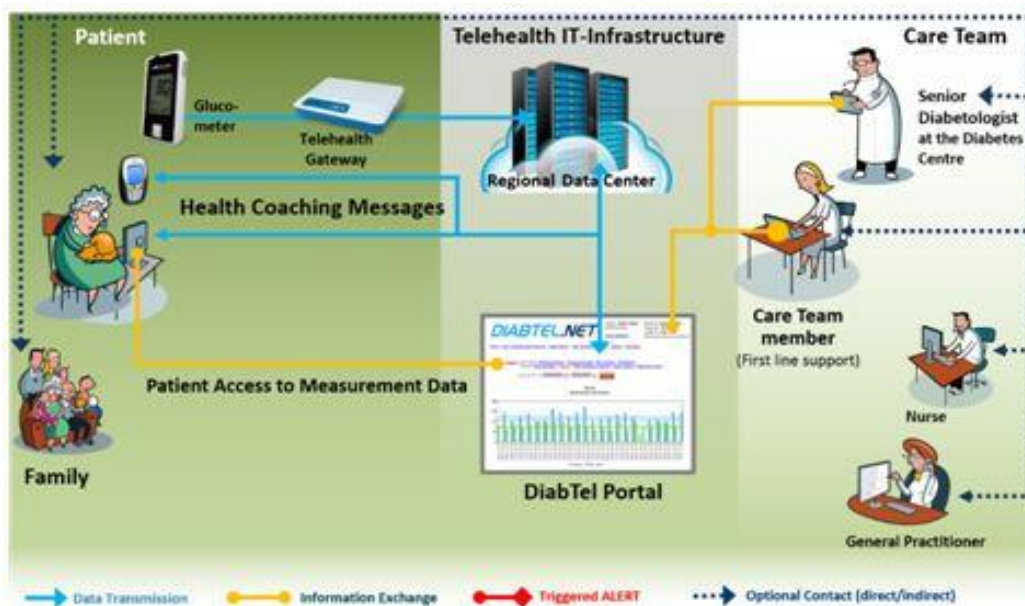 Patient
Telehealth IT-Infrastructure
Care Team
Gluco-
meter
Telehealth
Gateway
Regional Data Center
Senior
Diabetologist
at the Diabetes
Centre
Health Coaching Messages
Care Team
member
(First line support)
DIABTEL.NET
Patient Access to Measurement Data
Nurse
Family
DiabTel Portal
General Practitioner
Data Transmission
Information Exchange
Triggered ALERT
Optional Contact (direct/indirect)